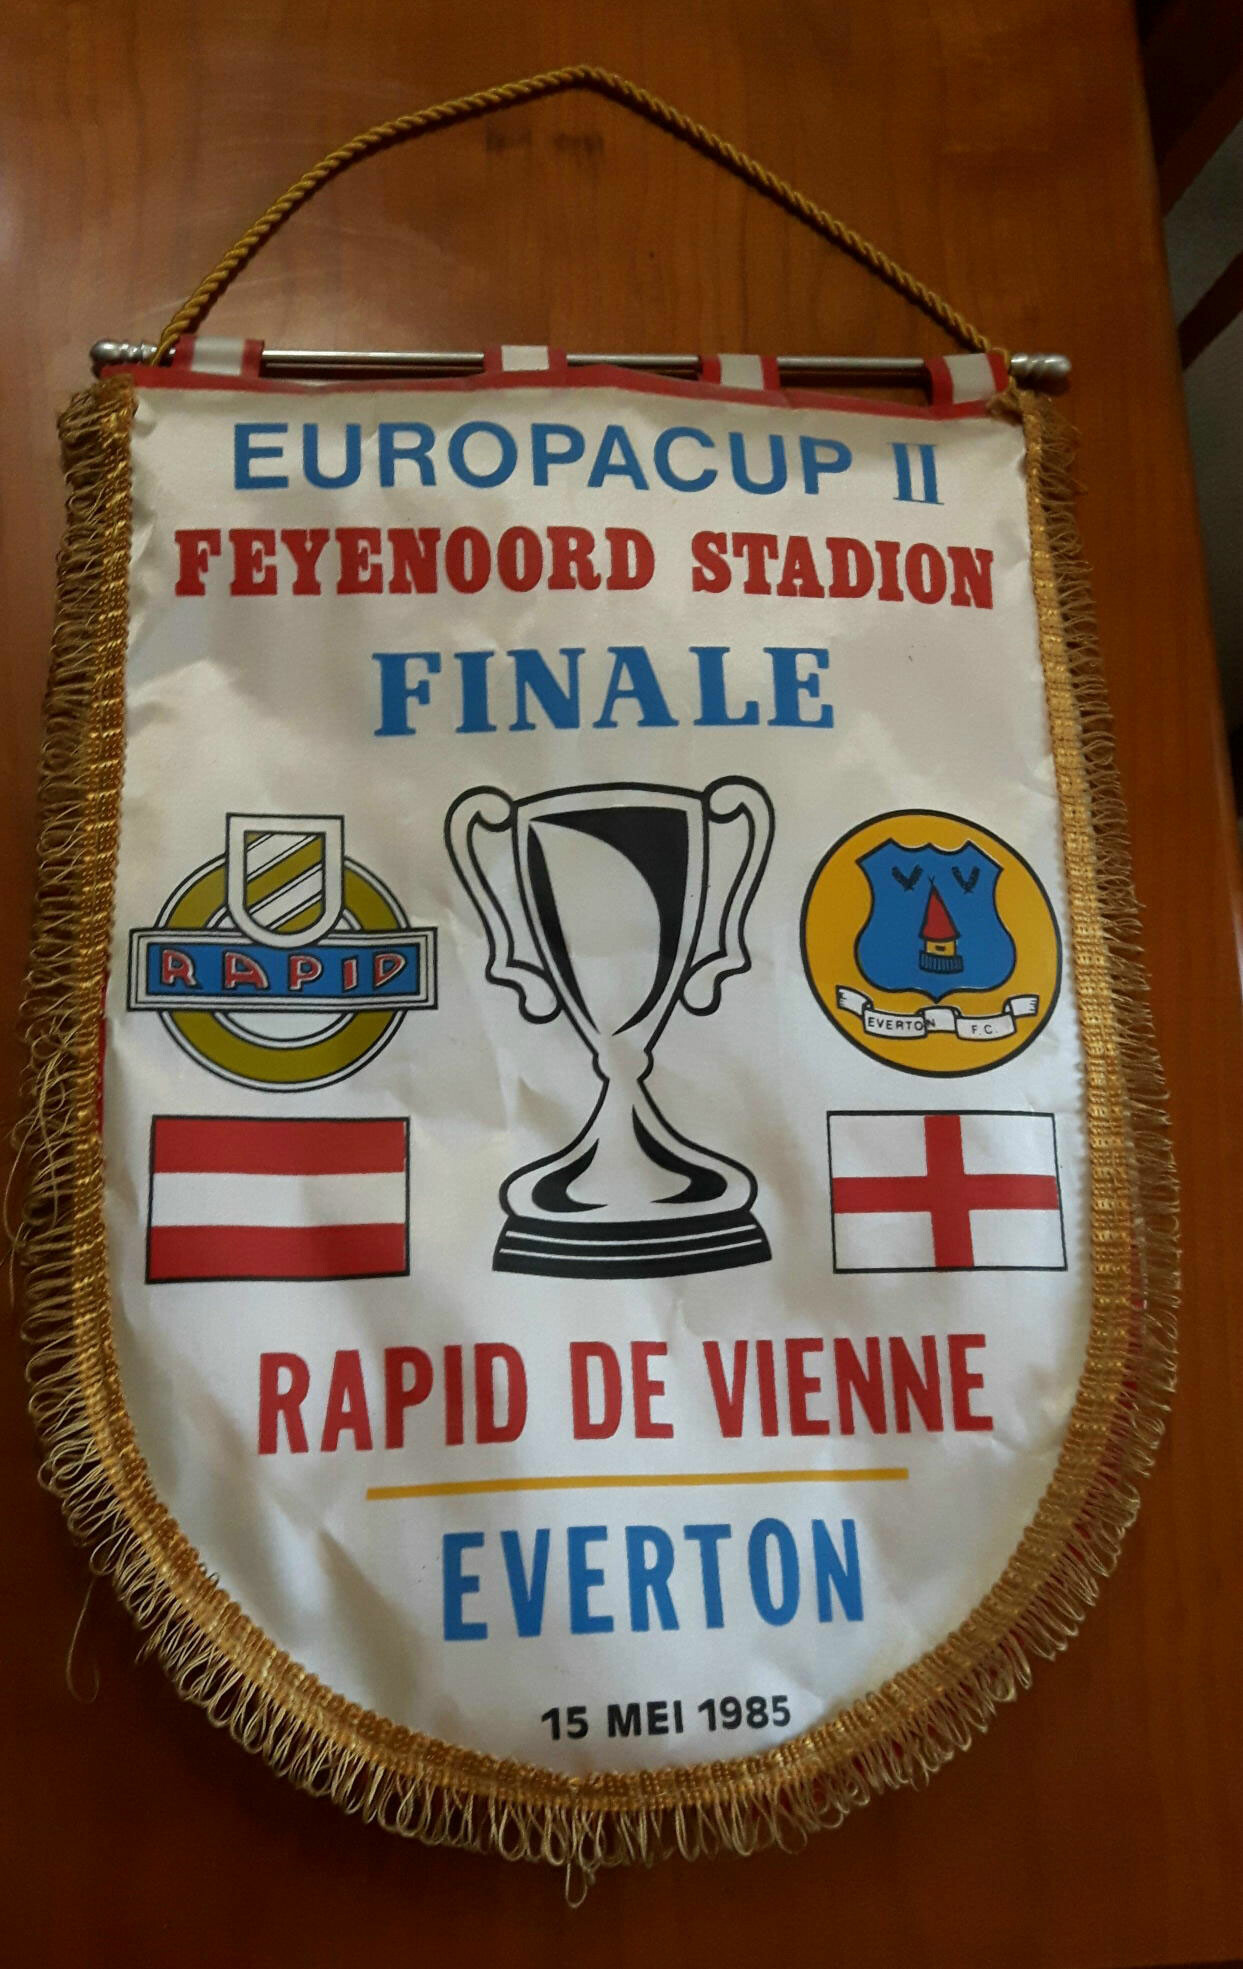 EUROPACUP II
FEYENOORD STADION
FINALE
RAPID
EVERTON F.C.
RAPID DE VIENNE
EVERTON
15 MEI 1985